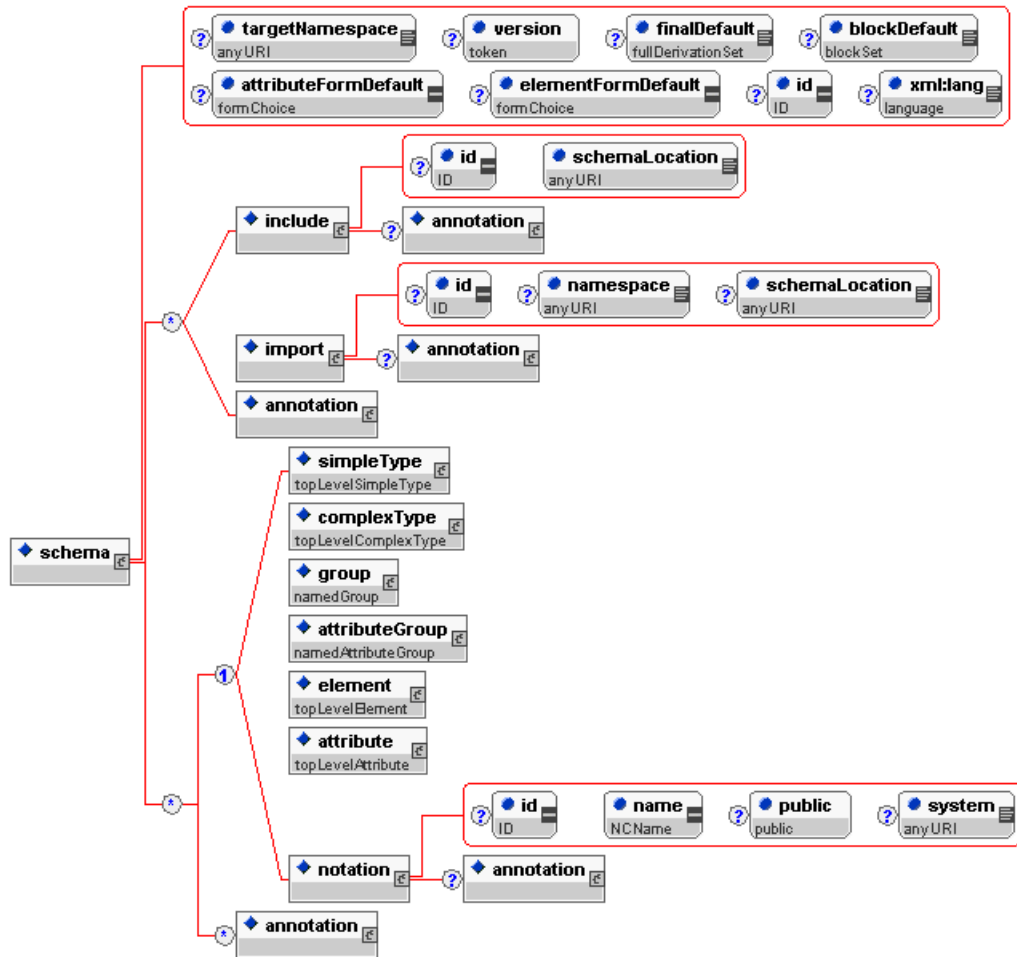 ? targetNamespace ? version ? finalDefault ? blockDefault
anyURI token fullDerivationSet blockSet
? attributeFormDefault ? elementFormDefault ? id ? xml:lang
formChoice formChoice ID language
? id schemaLocation
ID anyURI
include ? annotation
? id ? namespace ? schemaLocation
ID anyURI anyURI
*
import ? annotation
annotation
simpleType
topLevelSimpleType
complexType
topLevelComplexType
schema
group
namedGroup
attributeGroup
namedAttributeGroup
1
element
topLevelElement
attribute
topLevelAttribute
*
? id name ? public ? system
ID NCName public anyURI
notation ? annotation
* annotation